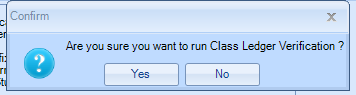 Confirm
Are you sure you want to run Class Ledger Verification ?
Yes
No